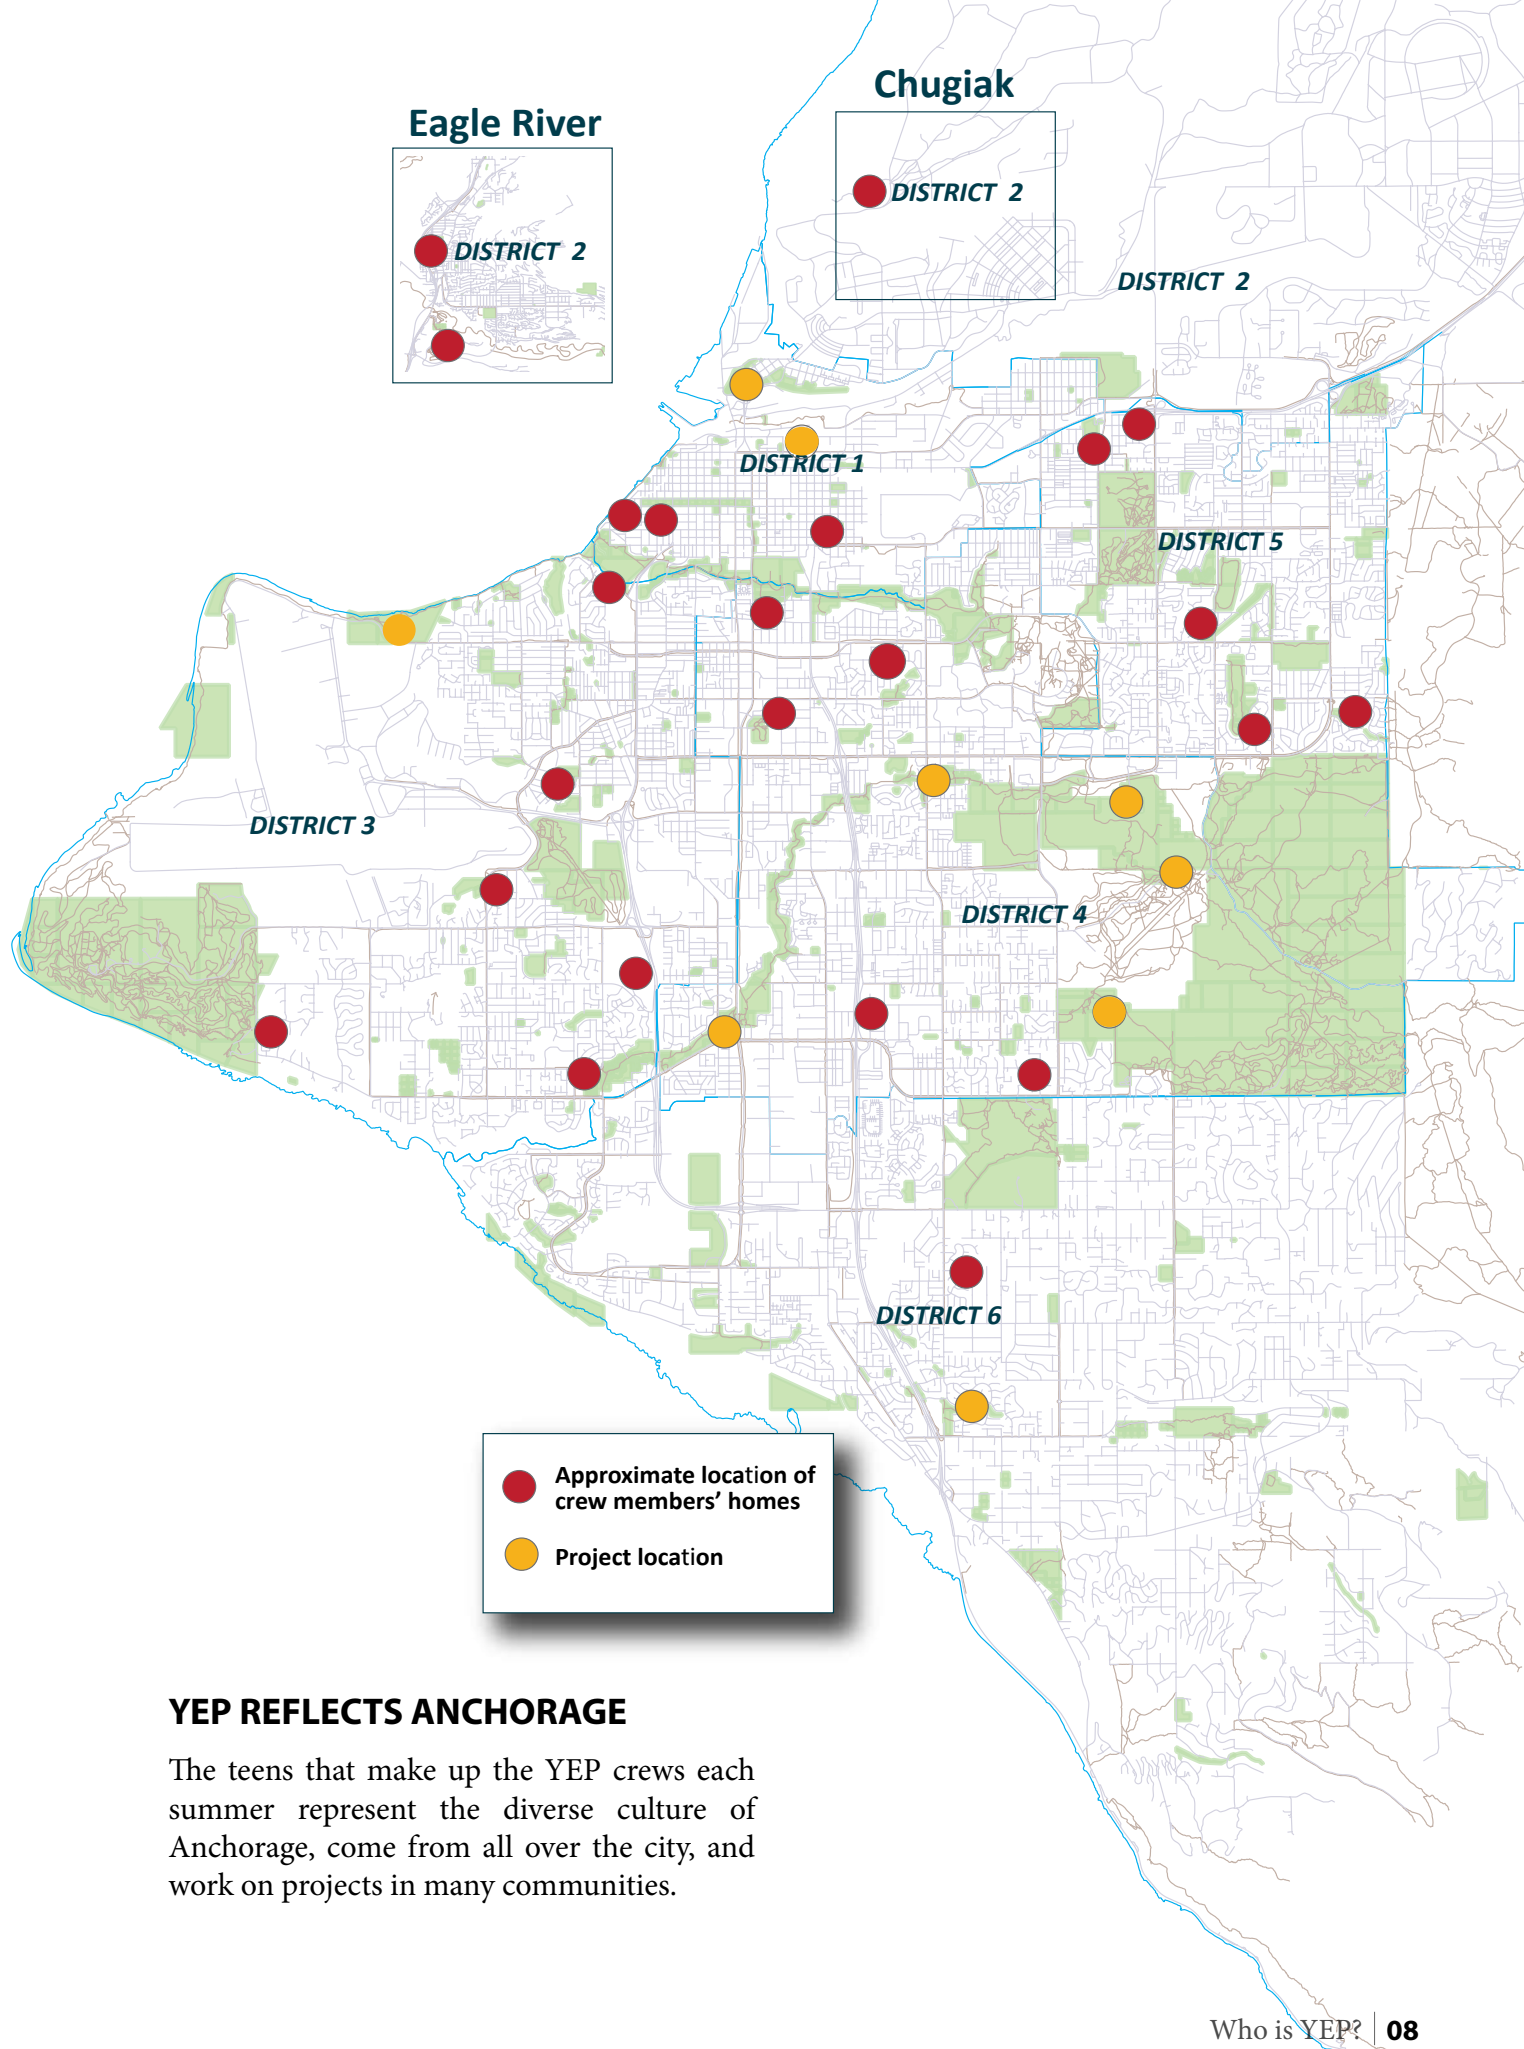 Chugiak
Eagle River
DISTRICT 2
DISTRICT 2
DISTRICT 2
DISTRICT 1
DISTRICT 5
DISTRICT 3
DISTRICT 4
DISTRICT 6
Approximate location of
crew members' homes
Project location
YEP REFLECTS ANCHORAGE
The teens that make up the YEP crews each
summer represent the diverse culture of
Anchorage, come from all over the city, and
work on projects in many communities.
Who is YEP? | 08